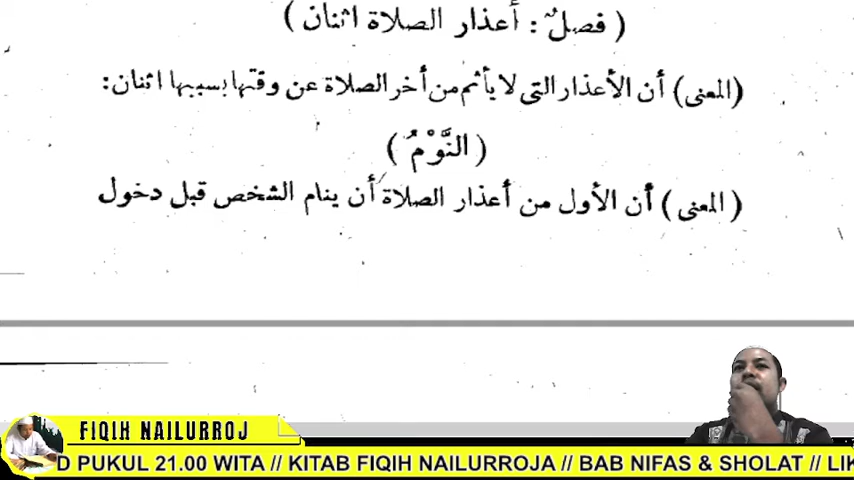 ( فصلٌ : أعذار الصلاة اثنان )
(المعنى) أن الأعذار التى لا يأثم من أخر الصلاة عن وقتها بسببها اثنان:
( النَّوْمُ )
(المعنى) أن الأول من أعذار الصلاة أن ينام الشخص قبل دخول
FIQIH NAILURROJ
D PUKUL 21.00 WITA // KITAB FIQIH NAILURROJA // BAB NIFAS & SHOLAT // LIK